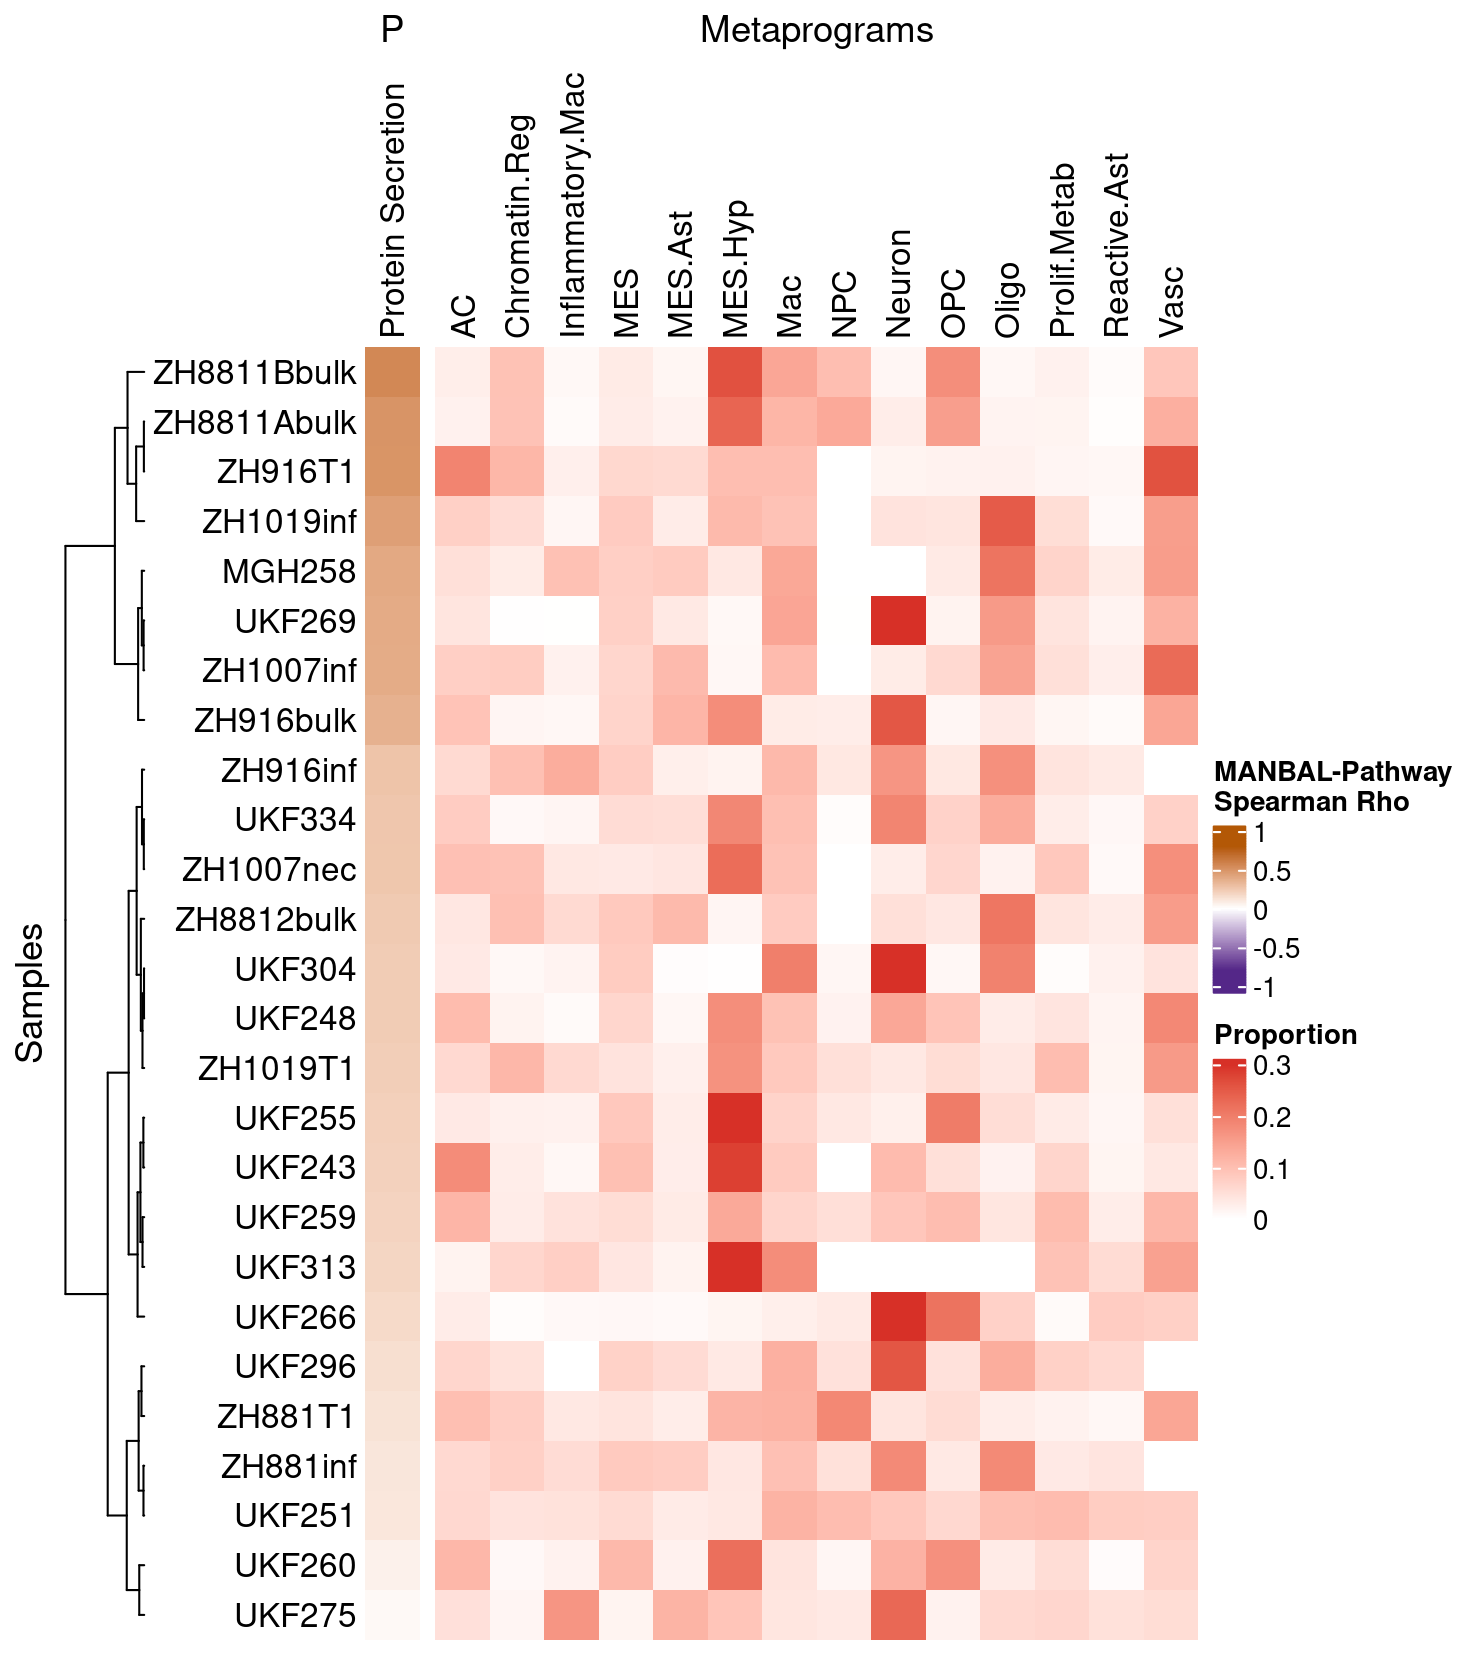 P
Metaprograms
Protein Secretion
AC
Chromatin.Reg
Inflammatory.Mac
MES
MES.Ast
MES.Hyp
Mac
NPC
Neuron
OPC
Oligo
Prolif.Metab
Reactive.Ast
Vasc
Samples
ZH8811Bbulk
ZH8811Abulk
ZH916T1
ZH1019inf
MGH258
UKF269
ZH1007inf
ZH916bulk
ZH916inf
UKF334
ZH1007nec
ZH8812bulk
UKF304
UKF248
ZH1019T1
UKF255
UKF243
UKF259
UKF313
UKF266
UKF296
ZH881T1
ZH881inf
UKF251
UKF260
UKF275
MANBAL-Pathway
Spearman Rho
1
0.5
0
-0.5
-1
Proportion
0.3
0.2
0.1
0